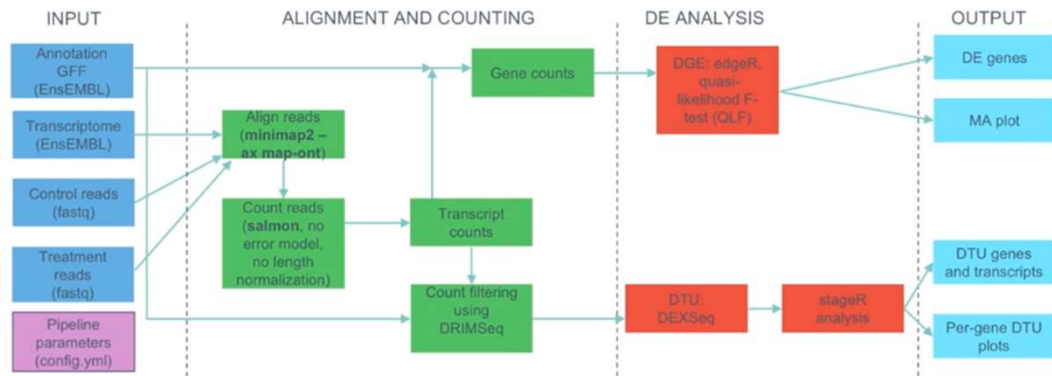 INPUT
ALIGNMENT AND COUNTING
DE ANALYSIS
OUTPUT
Annotation
GFF
(EnsEMBL)
Transcriptome
(EnsEMBL)
Control reads
(fastq)
Treatment
reads
(fastq)
Pipeline
parameters
(config.yml)
Align reads
(minimap2 –
ax map-ont)
Count reads
(salmon, no
error model,
no length
normalization)
Gene counts
Transcript
counts
Count filtering
using
DRIMSeq
DGE: edgeR,
quasi-
likelihood F-
test (QLF)
DTU:
DEXSeq
stageR
analysis
DE genes
MA plot
DTU genes
and transcripts
Per-gene DTU
plots